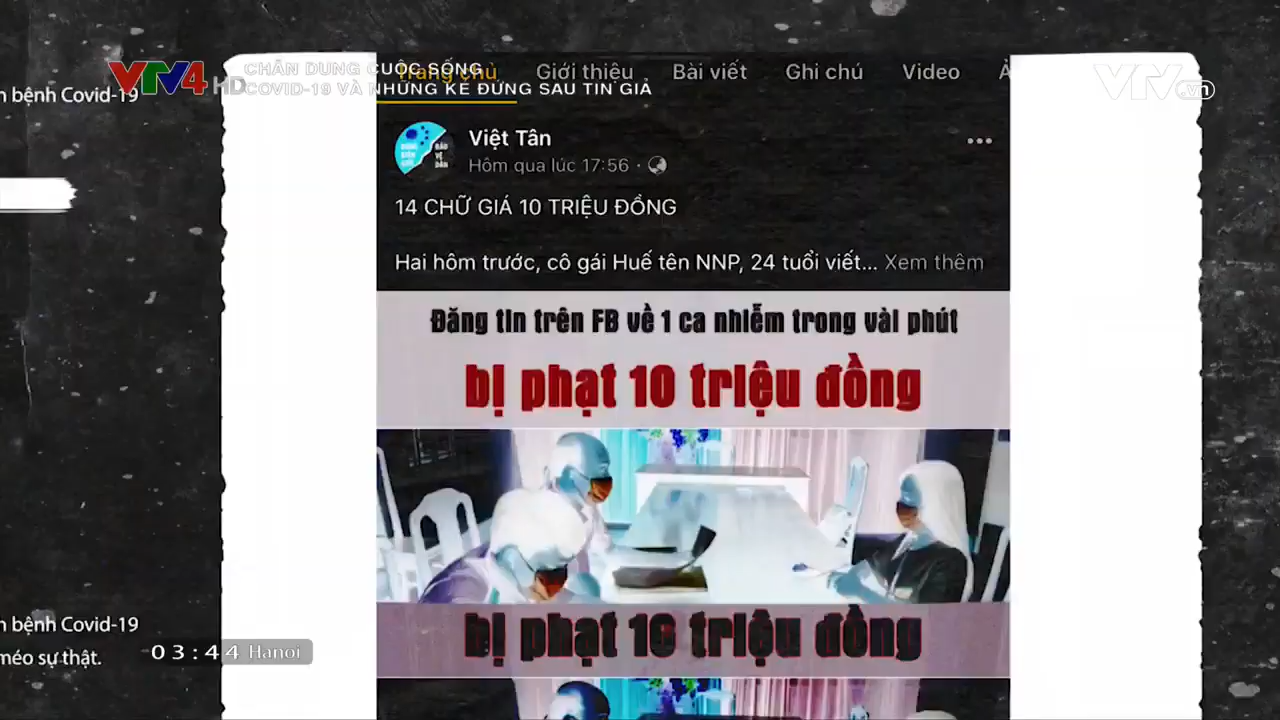 VTV4 HD
CHÂN DUNG CUỘC SỐNG
COVID-19 VÀ NHỮNG KẺ ĐỨNG SAU TIN GIẢ
VTV.vn
n bệnh Covid-19
Trang chủ Giới thiệu Bài viết Ghi chú Video
Việt Tân
Hôm qua lúc 17:56
14 CHỮ GIÁ 10 TRIỆU ĐỒNG
Hai hôm trước, cô gái Huế tên NNP, 24 tuổi viết... Xem thêm
Đăng tin trên FB về 1 ca nhiễm trong vài phút
bị phạt 10 triệu đồng
bị phạt 10 triệu đồng
n bệnh Covid-19
méo sự thật.
03:44 Hanoi